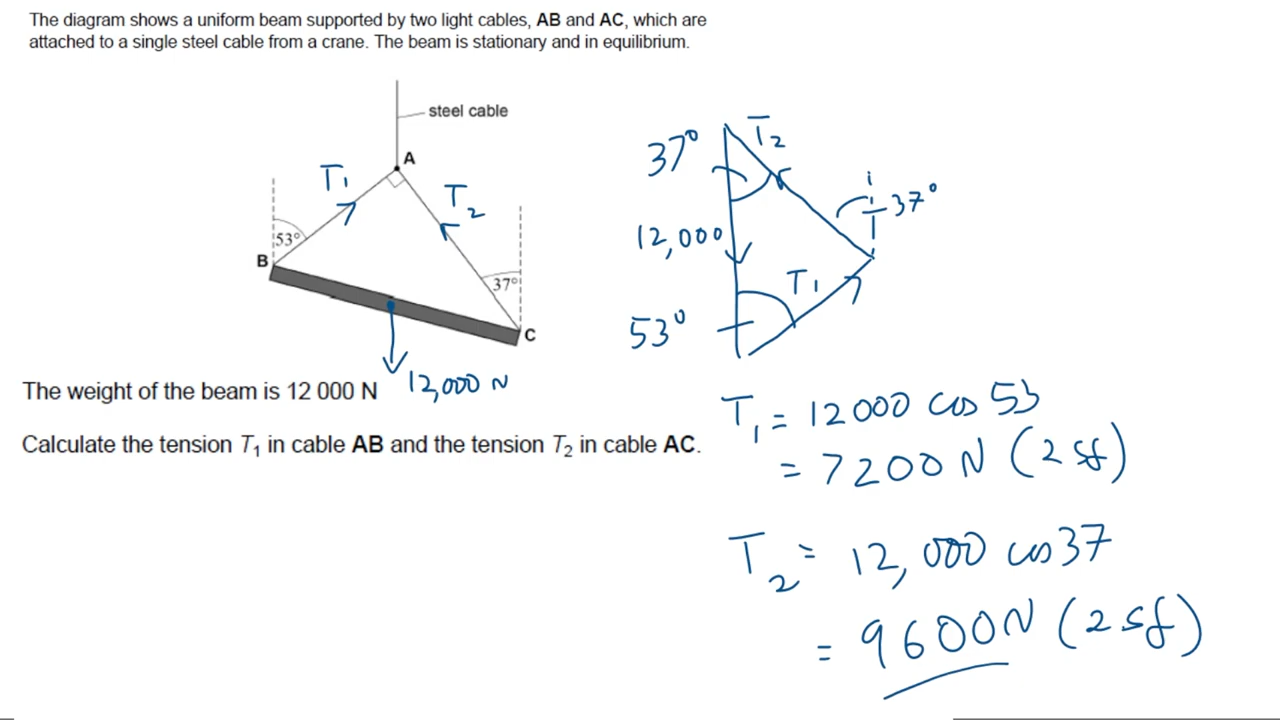 The diagram shows a uniform beam supported by two light cables, AB and AC, which are
attached to a single steel cable from a crane. The beam is stationary and in equilibrium.
steel cable
A
T₁
T₂
53°
B
37°
C
12,000 N
The weight of the beam is 12 000 N
Calculate the tension T₁ in cable AB and the tension T₂ in cable AC.
T₂
37°
37°
12,000
T₁
53°
T₁ = 12000 cos 53
= 7200 N (2 sf)
T₂ = 12,000 cos 37
= 9600N (2 sf)